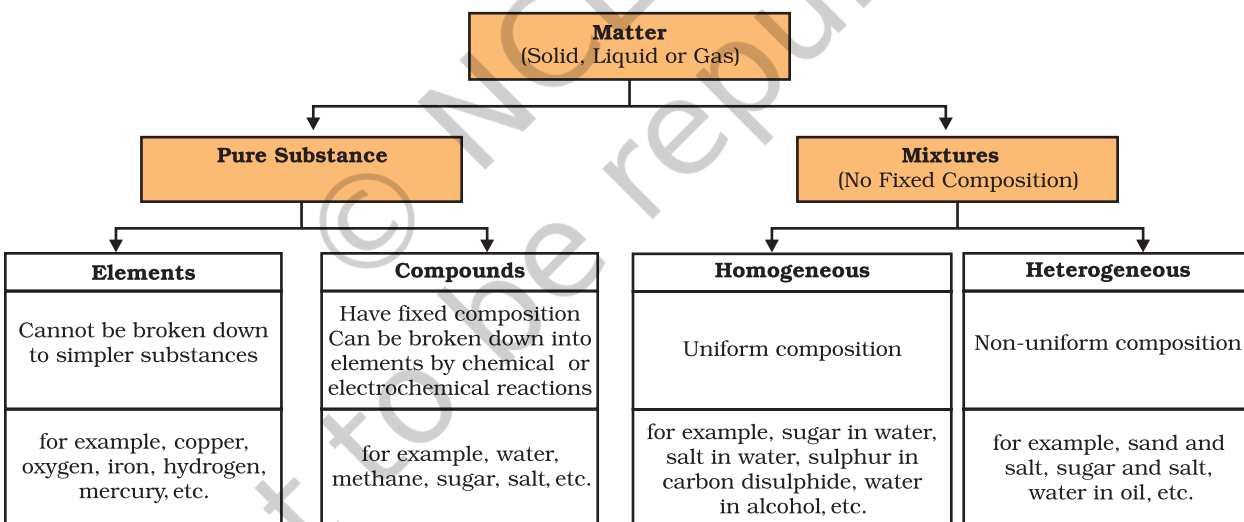 Matter
(Solid, Liquid or Gas)
Pure Substance
Mixtures
(No Fixed Composition)
Elements
Cannot be broken down
to simpler substances
for example, copper,
oxygen, iron, hydrogen,
mercury, etc.
Compounds
Have fixed composition
Can be broken down into
elements by chemical or
electrochemical reactions
for example, water,
methane, sugar, salt, etc.
Homogeneous
Uniform composition
for example, sugar in water,
salt in water, sulphur in
carbon disulphide, water
in alcohol, etc.
Heterogeneous
Non-uniform composition
for example, sand and
salt, sugar and salt,
water in oil, etc.
© NC
t to be repu